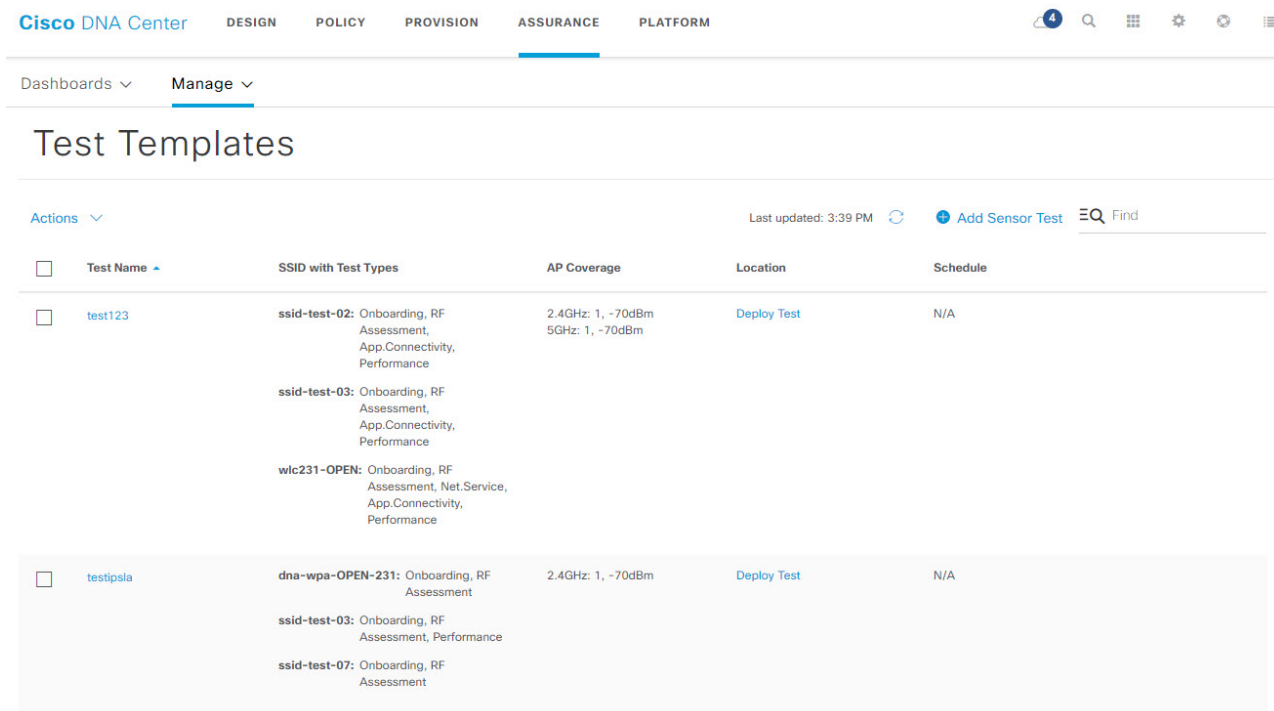 Cisco DNA Center DESIGN POLICY PROVISION ASSURANCE PLATFORM 4
Dashboards Manage
Test Templates
Actions Last updated: 3:39 PM Add Sensor Test Find
Test Name SSID with Test Types AP Coverage Location Schedule
test123 ssid-test-02: Onboarding, RF 2.4GHz: 1, -70dBm Deploy Test N/A
Assessment, 5GHz: 1, -70dBm
App.Connectivity,
Performance
ssid-test-03: Onboarding, RF
Assessment,
App.Connectivity,
Performance
wlc231-OPEN: Onboarding, RF
Assessment, Net.Service,
App.Connectivity,
Performance
testipsla dna-wpa-OPEN-231: Onboarding, RF 2.4GHz: 1, -70dBm Deploy Test N/A
Assessment
ssid-test-03: Onboarding, RF
Assessment, Performance
ssid-test-07: Onboarding, RF
Assessment